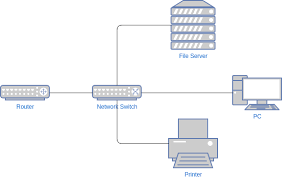 File Server
Router
Network Switch
PC
Printer